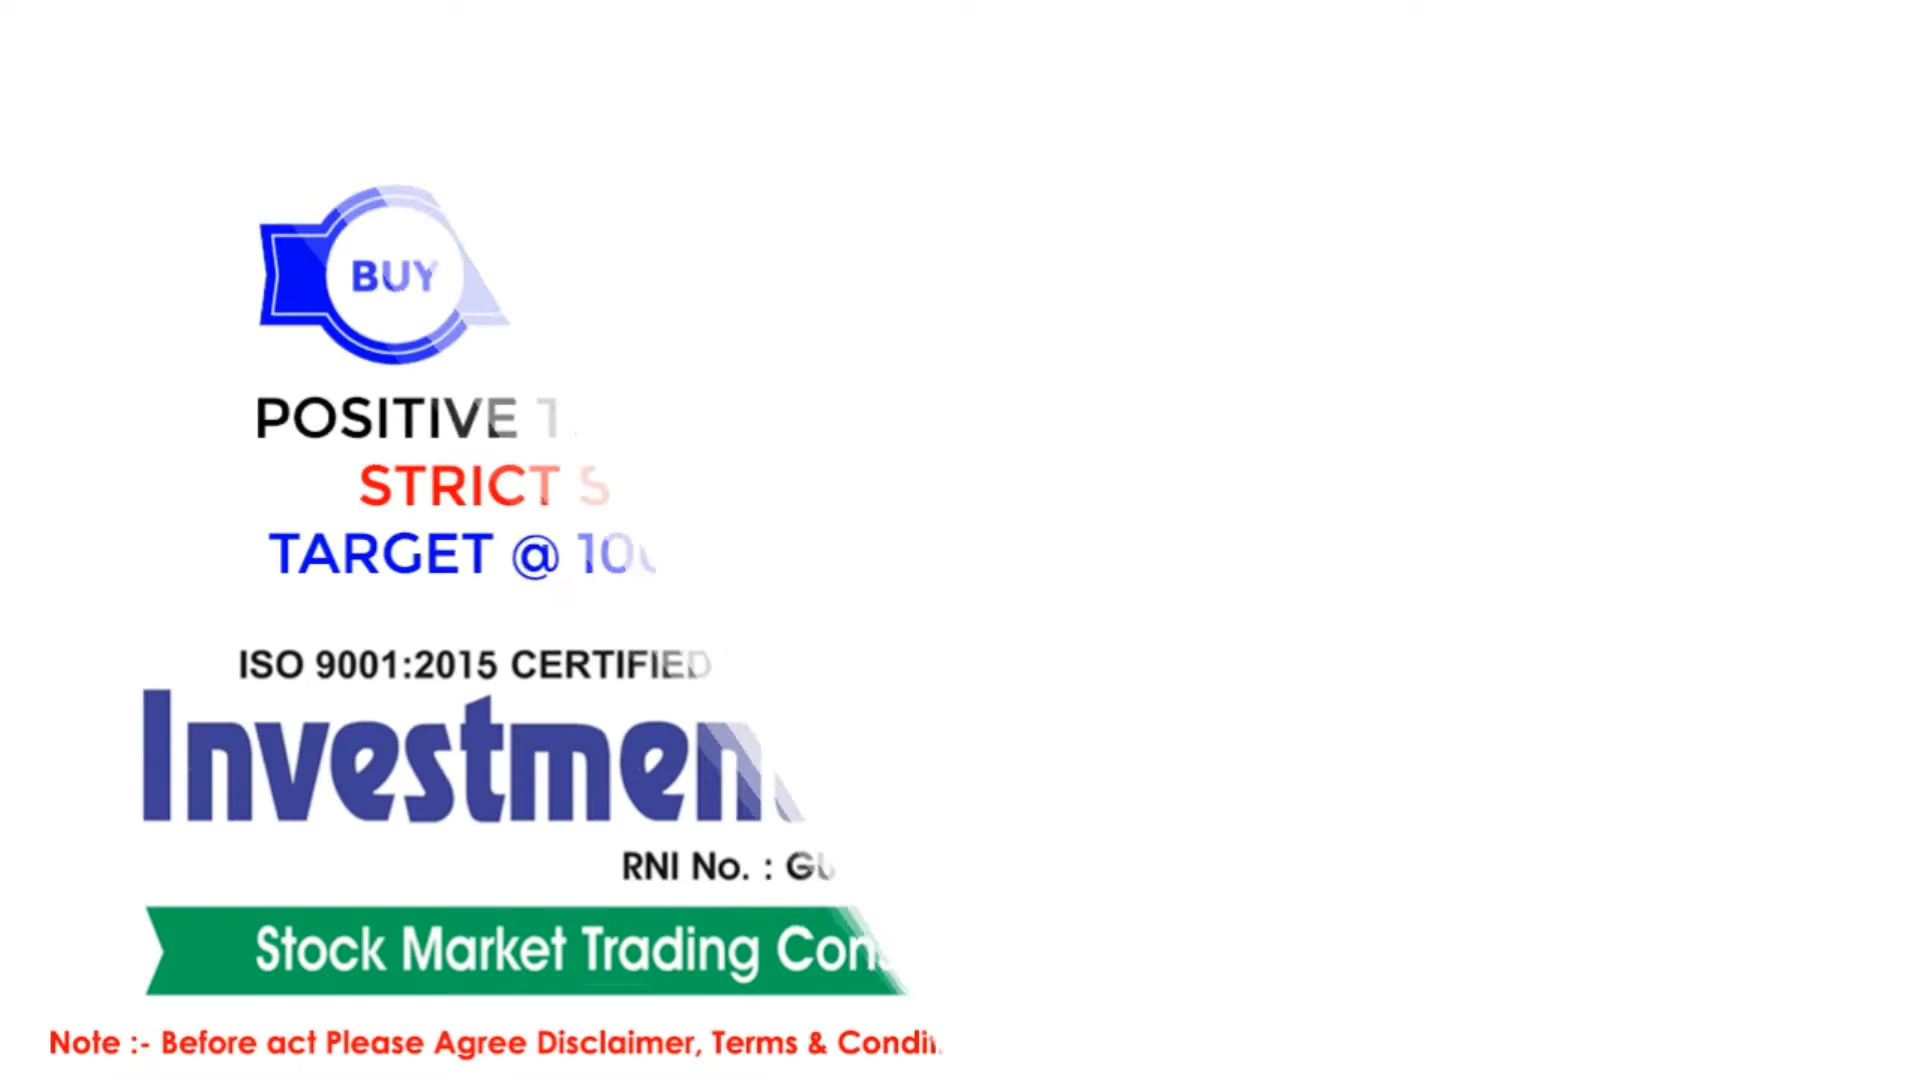 BUY
POSITIVE
STRICT
TARGET @
ISO 9001:2015 CERTIFIED
RNI No. :
Stock Market Trading
Note :- Before act Please Agree Disclaimer, Terms &